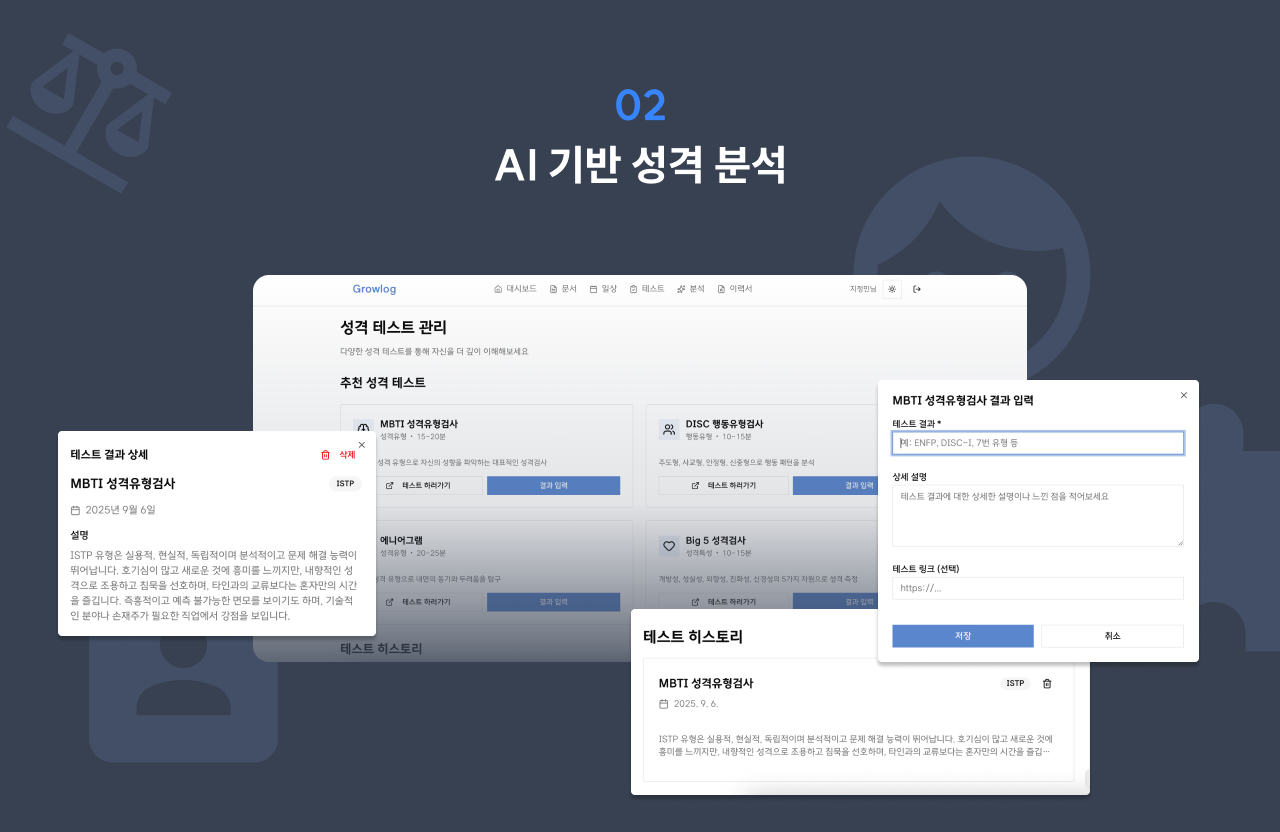 02
AI 기반 성격 분석
Growlog
대시보드
문서
일상
테스트
분석
이력서
지정민님
성격 테스트 관리
다양한 성격 테스트를 통해 자신을 더 깊이 이해해보세요
추천 성격 테스트
MBTI 성격유형검사
성격유형 • 15-20분
성격 유형으로 자신의 성향을 파악하는 대표적인 성격검사
테스트 하러가기
결과 입력
DISC 행동유형검사
행동유형 • 10-15분
주도형, 사교형, 안정형, 신중형으로 행동 패턴을 분석
테스트 하러가기
결과 입력
에니어그램
성격유형 • 20-25분
성격 유형으로 내면의 동기와 두려움을 탐구
테스트 하러가기
결과 입력
Big 5 성격검사
성격특성 • 10-15분
개방성, 성실성, 외향성, 친화성, 신경성의 5가지 차원으로 성격 측정
테스트 하러가기
결과 입력
테스트 히스토리
테스트 결과 상세
삭제
MBTI 성격유형검사
ISTP
2025년 9월 6일
설명
ISTP 유형은 실용적, 현실적, 독립적이며 분석적이고 문제 해결 능력이
뛰어납니다. 호기심이 많고 새로운 것에 흥미를 느끼지만, 내향적인 성
격으로 조용하고 침묵을 선호하며, 타인과의 교류보다는 혼자만의 시간
을 즐깁니다. 즉흥적이고 예측 불가능한 면모를 보이기도 하며, 기술적
인 분야나 손재주가 필요한 직업에서 강점을 보입니다.
MBTI 성격유형검사 결과 입력
테스트 결과 *
예: ENFP, DISC-I, 7번 유형 등
상세 설명
테스트 결과에 대한 상세한 설명이나 느낀 점을 적어보세요
테스트 링크 (선택)
https://...
저장
취소
테스트 히스토리
MBTI 성격유형검사
ISTP
2025. 9. 6.
ISTP 유형은 실용적, 현실적, 독립적이며 분석적이고 문제 해결 능력이 뛰어납니다. 호기심이 많고 새로운 것에
흥미를 느끼지만, 내향적인 성격으로 조용하고 침묵을 선호하며, 타인과의 교류보다는 혼자만의 시간을 즐깁…